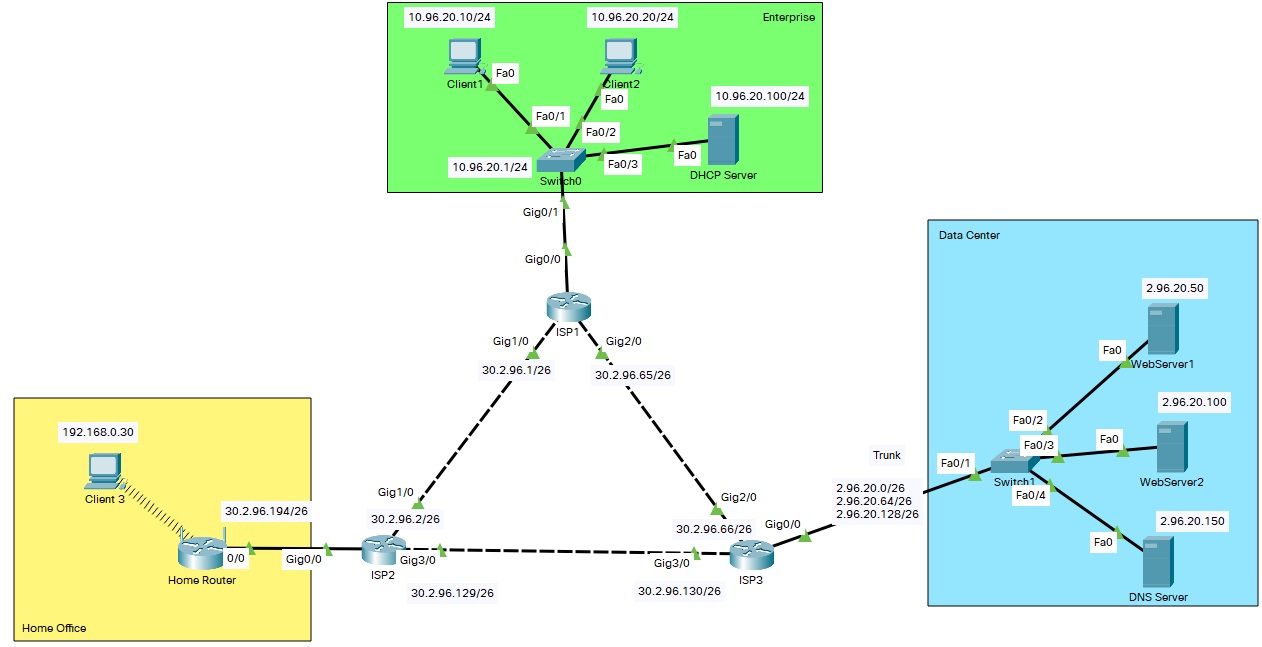 10.96.20.10/24
10.96.20.20/24
Enterprise
Client1
Fa0
Client2
Fa0
10.96.20.100/24
Fa0/1
Fa0/2
Fa0/3
Fa0
DHCP Server
10.96.20.1/24
Switch0
Gig0/1
Gig0/0
ISP1
Gig1/0
Gig2/0
30.2.96.1/26
30.2.96.65/26
Data Center
2.96.20.50
Fa0
WebServer1
2.96.20.100
Fa0/2
Fa0/3
Fa0
Trunk
Fa0/1
Switch1
WebServer2
Fa0/4
2.96.20.0/26
2.96.20.64/26
2.96.20.128/26
2.96.20.150
Fa0
DNS Server
192.168.0.30
Client 3
30.2.96.194/26
0/0
Home Router
Home Office
Gig0/0
Gig1/0
30.2.96.2/26
ISP2
Gig3/0
30.2.96.129/26
Gig2/0
30.2.96.66/26
Gig0/0
Gig3/0
ISP3
30.2.96.130/26